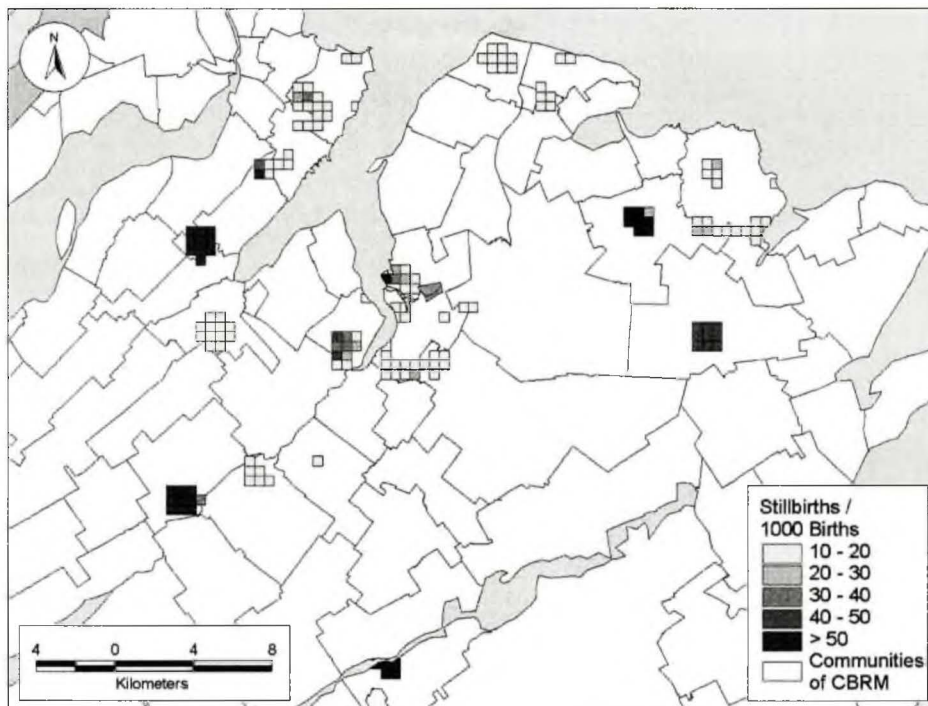 N
Stillbirths /
1000 Births
10 - 20
20 - 30
30 - 40
40 - 50
> 50
Communities
of CBRM
4 0 4 8
Kilometers